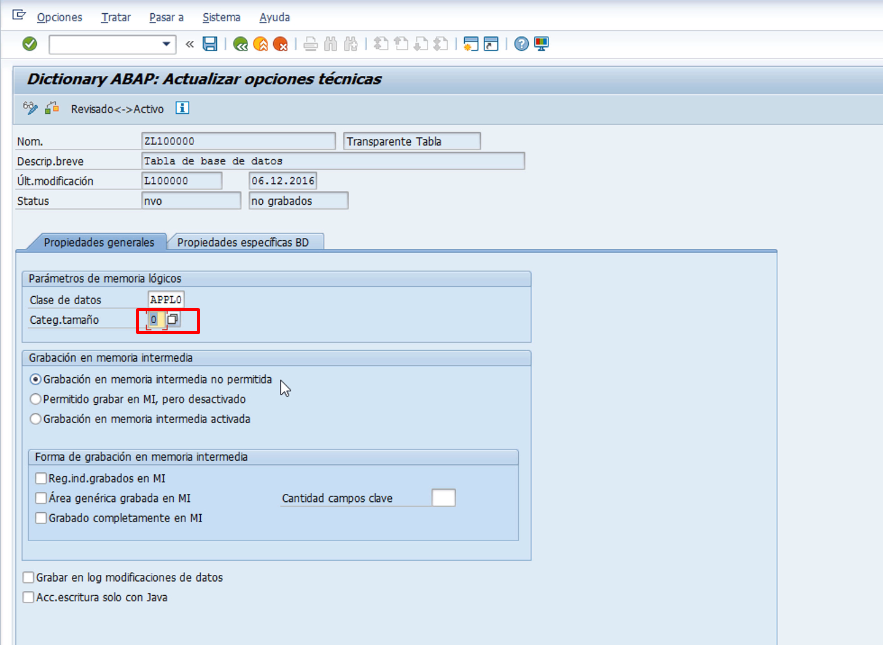 Opciones Tratar Pasar a Sistema Ayuda
«
Dictionary ABAP: Actualizar opciones técnicas
Revisado<->Activo
Nom. ZL100000 Transparente Tabla
Descrip.breve Tabla de base de datos
Últ.modificación L100000 06.12.2016
Status nvo no grabados
Propiedades generales Propiedades específicas BD
Parámetros de memoria lógicos
Clase de datos APPL0
Categ.tamaño 0
Grabación en memoria intermedia
Grabación en memoria intermedia no permitida
Permitido grabar en MI, pero desactivado
Grabación en memoria intermedia activada
Forma de grabación en memoria intermedia
Reg.ind.grabados en MI
Área genérica grabada en MI Cantidad campos clave
Grabado completamente en MI
Grabar en log modificaciones de datos
Acc.escritura solo con Java